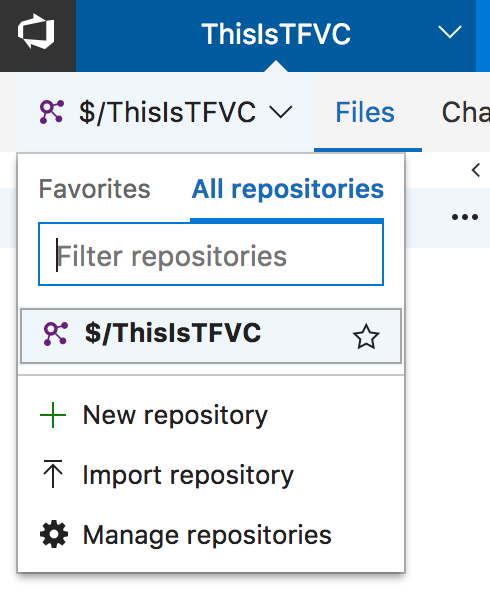 ThisIsTFVC
$/ThisIsTFVC Files Cha
Favorites All repositories
Filter repositories
$/ThisIsTFVC
New repository
Import repository
Manage repositories